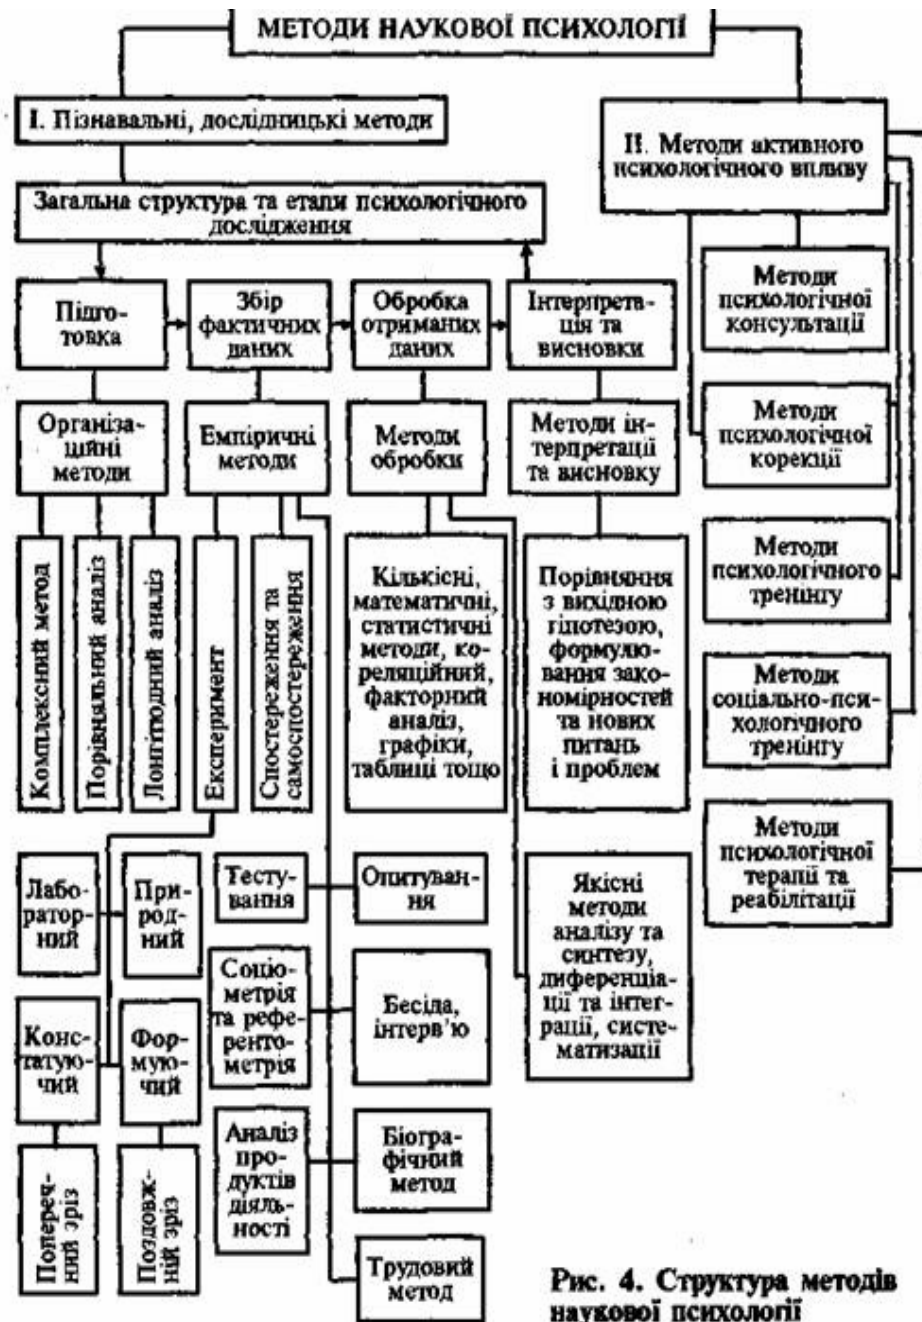 МЕТОДИ НАУКОВОЇ ПСИХОЛОГІЇ
I. Пізнавальні, дослідницькі методи
II. Методи активного
психологічного впливу
Загальна структура та етапи психологічного
дослідження
Підго-
товка
Збір
фактичних
даних
Обробка
отриманих
даних
Інтерпрета-
ція та
висновки
Методи
психологічної
консультації
Організа-
ційні
методи
Емпіричні
методи
Методи
обробки
Методи ін-
терпретації
та висновку
Методи
психологічної
корекції
Комплексний метод
Порівняльний аналіз
Лонгітюдний аналіз
Експеримент
Спостереження та
самоспостереження
Кількісні,
математичні,
статистичні
методи, ко-
реляційний,
факторний
аналіз,
графіки,
таблиці тощо
Порівняння
з вихідною
гіпотезою,
формулю-
вання зако-
номірностей
та нових
питань
і проблем
Методи
психологічного
тренінгу
Методи
соціально-пси-
хологічного
тренінгу
Методи
психологічної
терапії та
реабілітації
Лабо-
ратор-
ний
При-
род-
ний
Тесту-
вання
Опитуван-
ня
Якісні
методи
аналізу та
синтезу,
диференціа-
ції та інтег-
рації, систе-
матизації
Соціо-
метрія
та рефе-
ренто-
метрія
Бесіда,
інтерв'ю
Конс-
татую-
чий
Фор-
мую-
чий
Аналіз
про-
дуктів
діяль-
ності
Біогра-
фічний
метод
Попереч-
ний зріз
Поздовж-
ній зріз
Трудовий
метод
Рис. 4. Структура методів
наукової психології